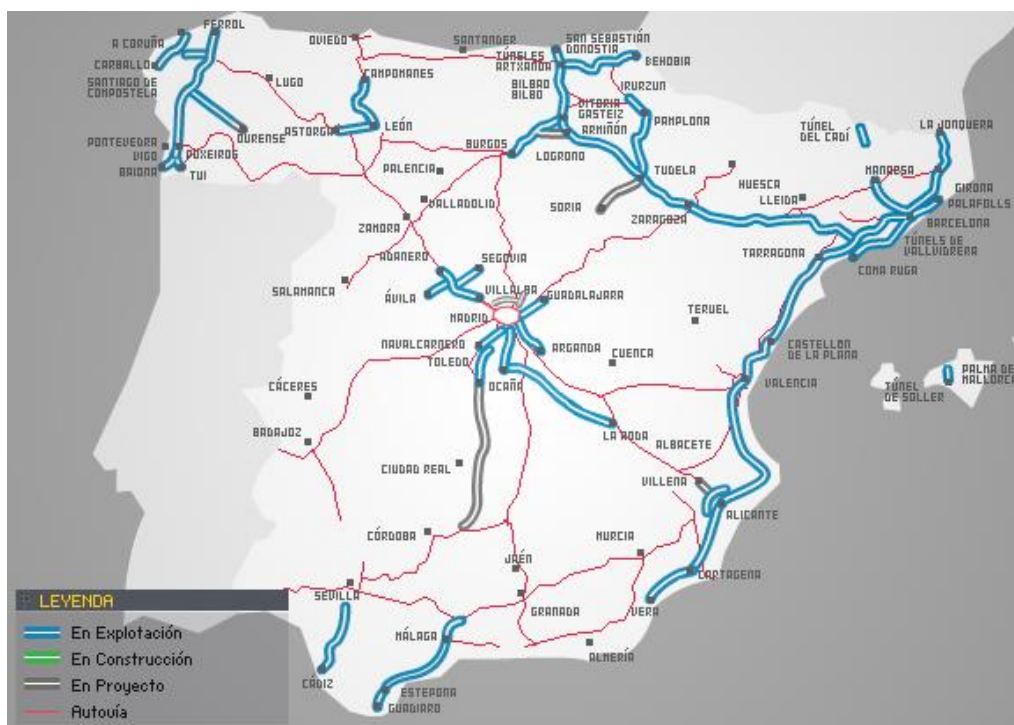 FERROL
A CORUÑA
OVIEDO
SANTANDER
SAN SEBASTIÁN
DONOSTIA
TÚNELES
ARTXANDA
BEHOBIA
CARBALLO
SANTIAGO DE
COMPOSTELA
LUGO
CAMPOMANES
BILBAO
BILBO
IRURZUN
VITORIA
GASTEIZ
ARMIÑÓN
PAMPLONA
TÚNEL
DEL CADÍ
LA JONQUERA
OURENSE
ASTORGA
LEÓN
PONTEVEDRA
VIGO
PUXEIROS
BAIONA
TUI
BURGOS
LOGROÑO
PALENCIA
TUDELA
HUESCA
MANRESA
GIRONA
PALAFOLLS
LLEIDA
VALLADOLID
SORIA
ZARAGOZA
BARCELONA
ZAMORA
TÚNELS DE
VALLVIDRERA
ADANERO
SEGOVIA
TARRAGONA
COMA RUGA
SALAMANCA
ÁVILA
VILLALBA
GUADALAJARA
MADRID
TERUEL
NAVALCARNERO
ARGANDA
CUENCA
CASTELLÓN
DE LA PLANA
TOLEDO
OCAÑA
VALENCIA
PALMA DE
MALLORCA
TÚNEL
DE SOLLER
CÁCERES
BADAJOZ
LA RODA
ALBACETE
CIUDAD REAL
VILLENA
ALICANTE
CÓRDOBA
MURCIA
JAÉN
CARTAGENA
SEVILLA
GRANADA
VERA
MÁLAGA
ALMERÍA
CÁDIZ
ESTEPONA
GUADIARO
LEYENDA
En Explotación
En Construcción
En Proyecto
Autouía